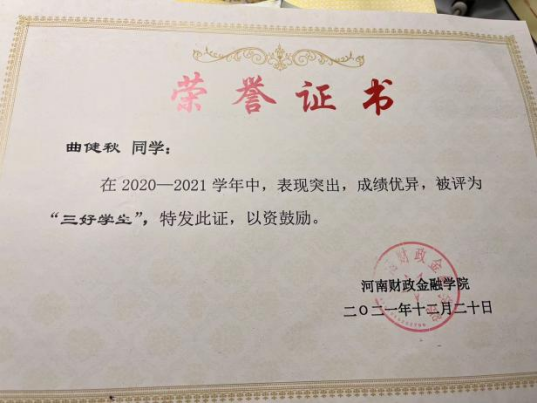 荣誉证书
曲健秋 同学：
在 2020—2021 学年中，表现突出，成绩优异，被评为
“三好学生”，特发此证，以资鼓励。
河南财政金融学院
二〇二一年十二月二十日